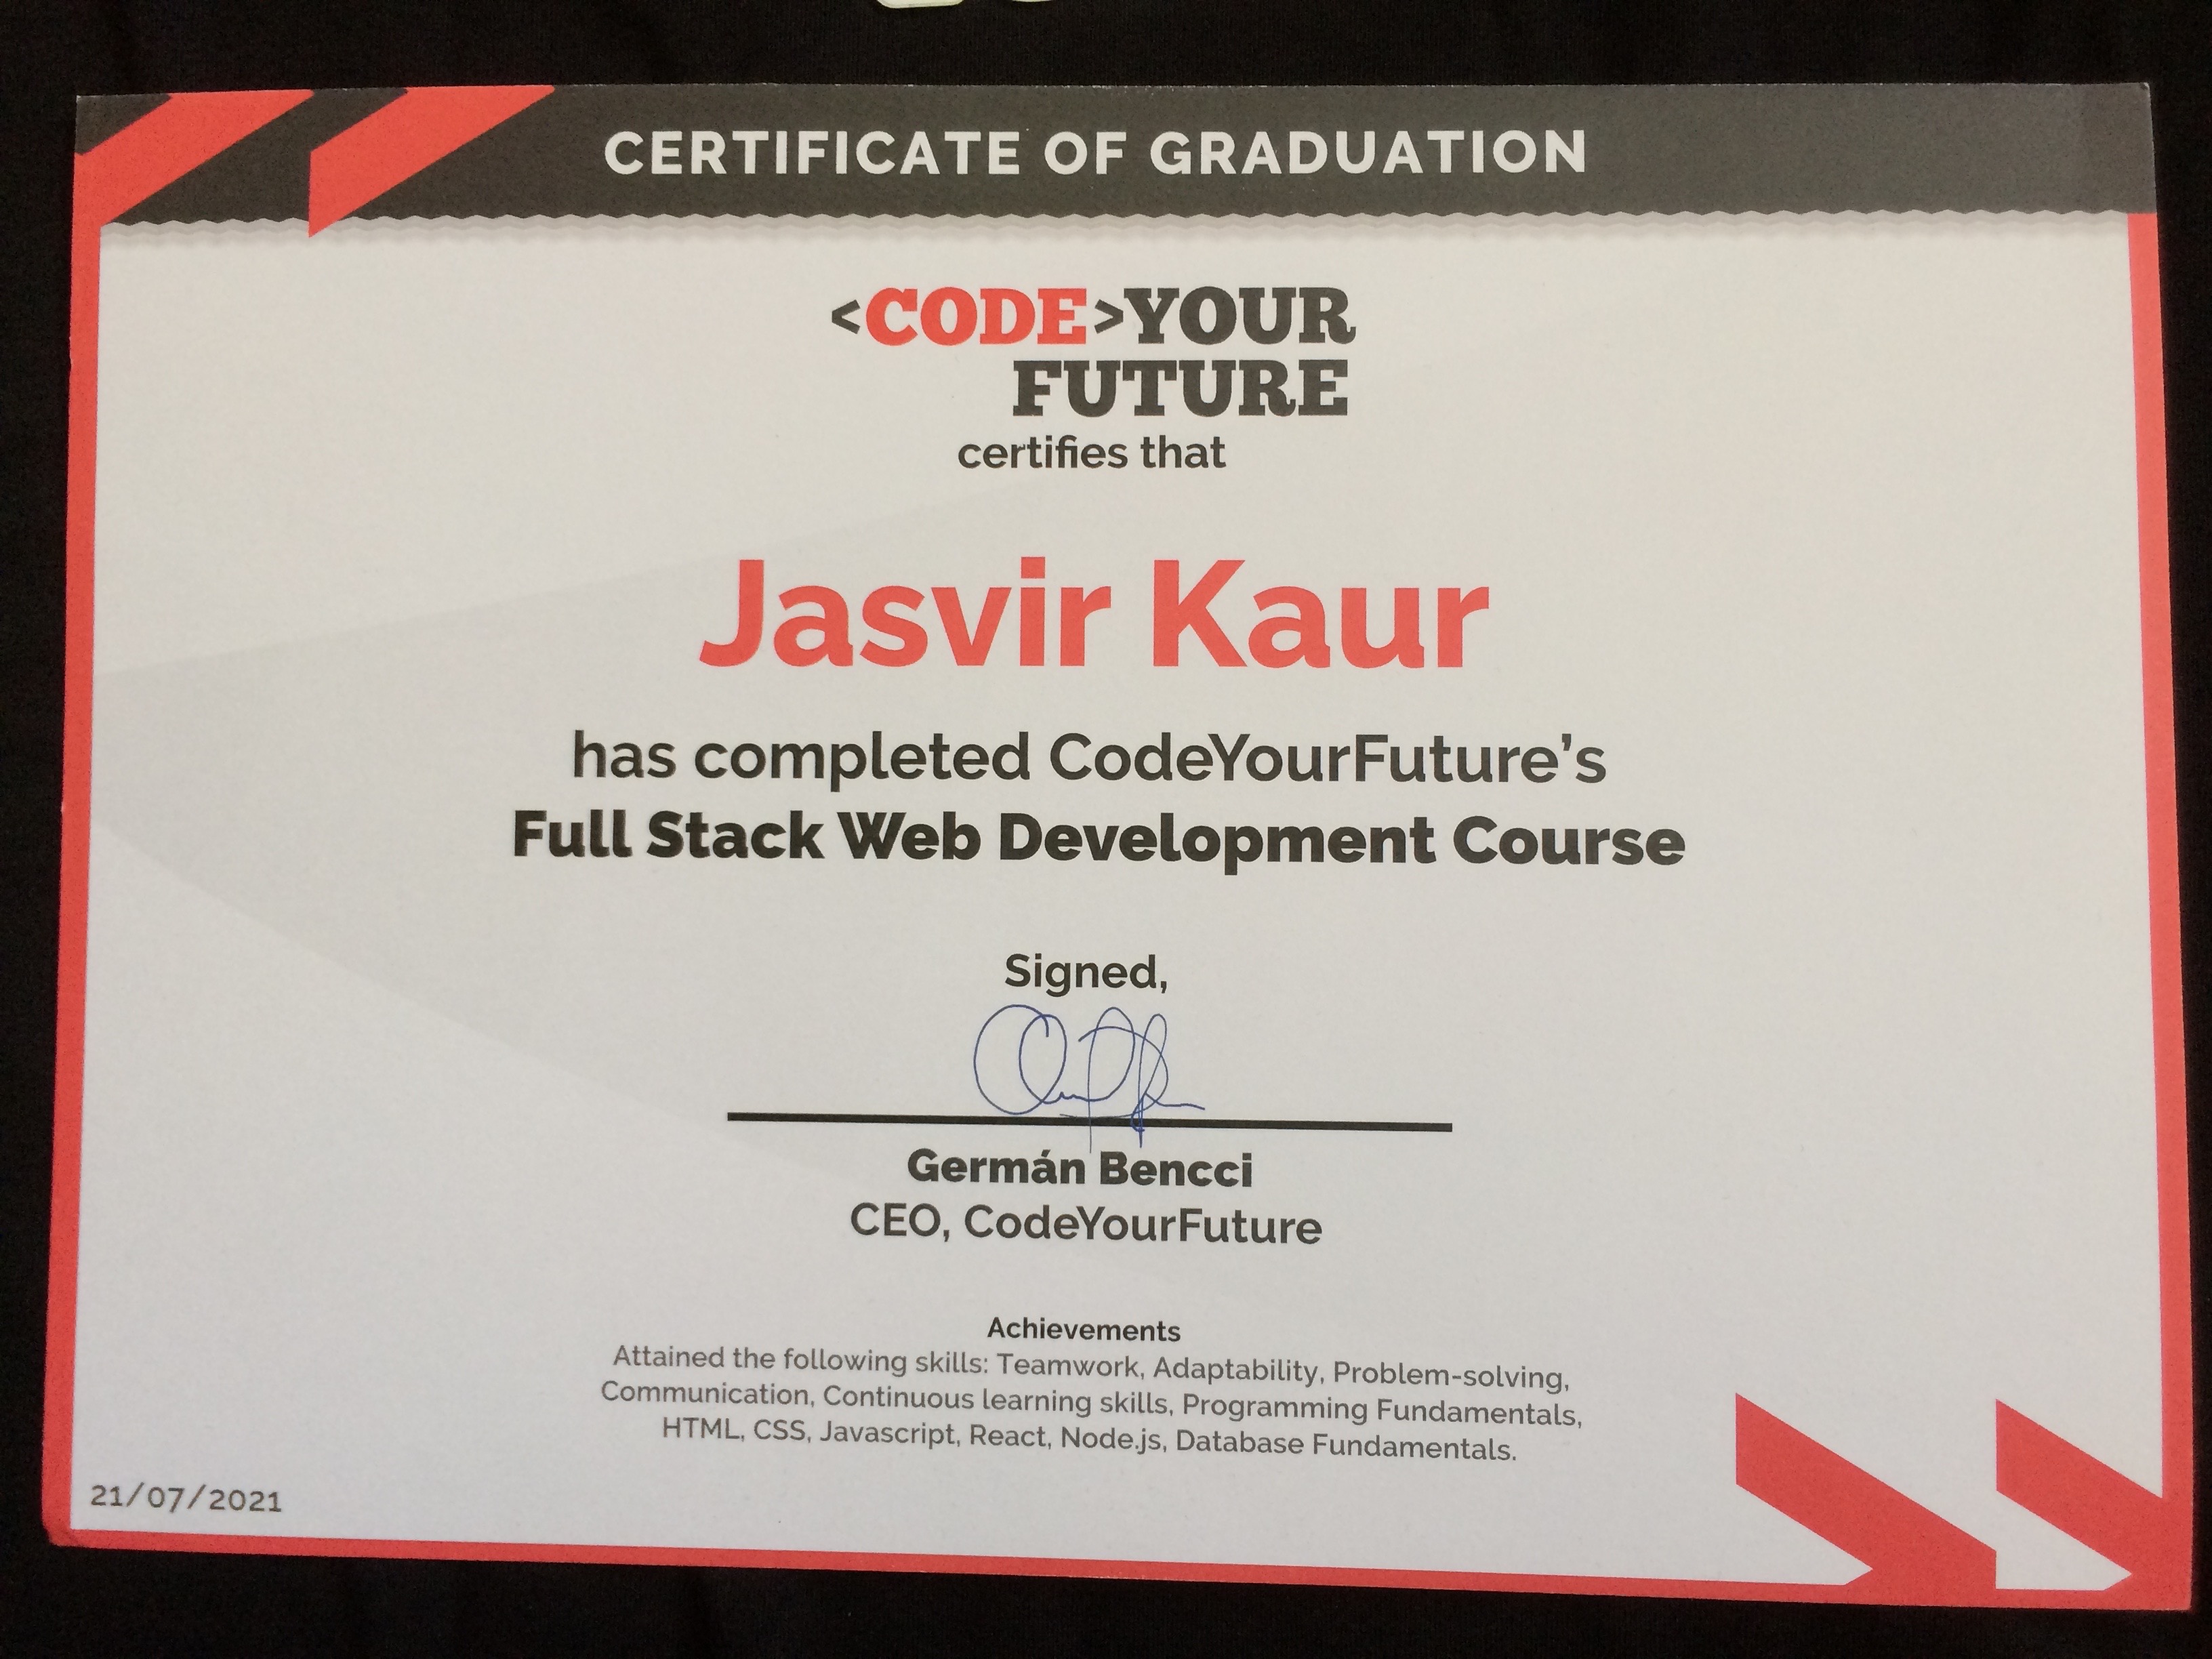 CERTIFICATE OF GRADUATION
<CODE>YOUR
FUTURE
certifies that
Jasvir Kaur
has completed CodeYourFuture's
Full Stack Web Development Course
Signed,
Germán Bencci
CEO, CodeYourFuture
Achievements
Attained the following skills: Teamwork, Adaptability, Problem-solving,
Communication, Continuous learning skills, Programming Fundamentals,
HTML, CSS, Javascript, React, Node.js, Database Fundamentals.
21/07/2021